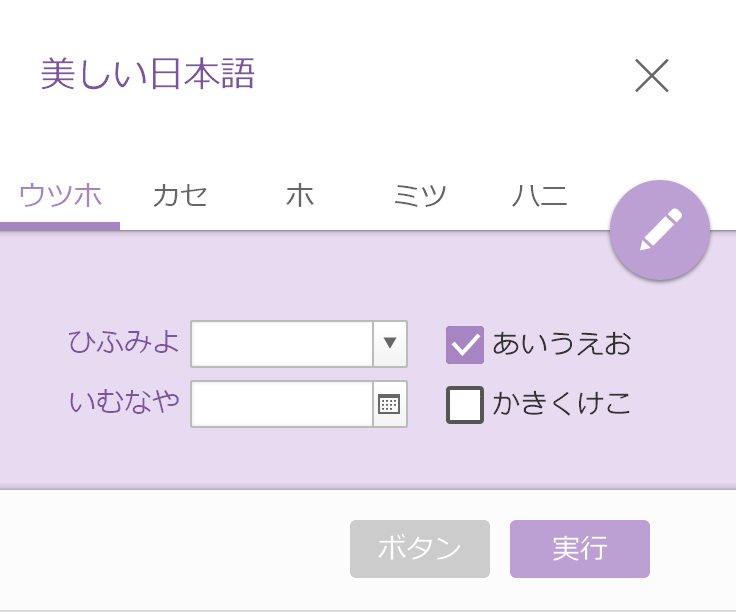 美しい日本語
ウツホ カセ ホ ミツ ハニ
ひふみよ あいうえお
いむなや かきくけこ
ボタン 実行